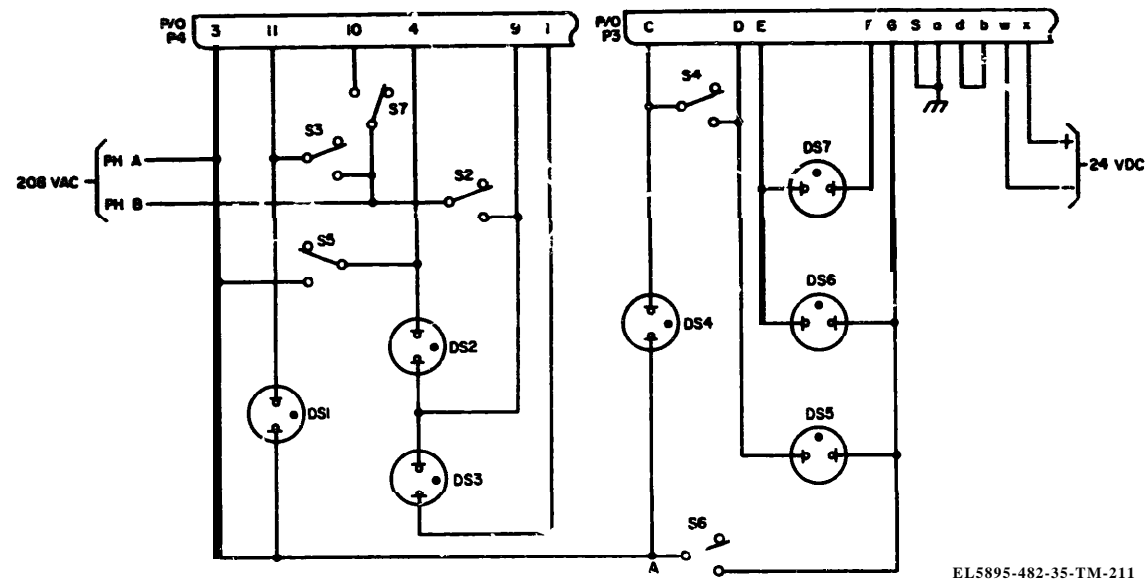 P/O P4
3 11 10 4 9 1
P/O P3
C D E F G S a d b w x
S4
S7
S3
DS7
+
24 VDC
-
PH A
208 VAC
PH B
S2
S5
DS6
DS4
DS2
DS1
DS5
DS3
S6
A
EL5895-482-35-TM-211